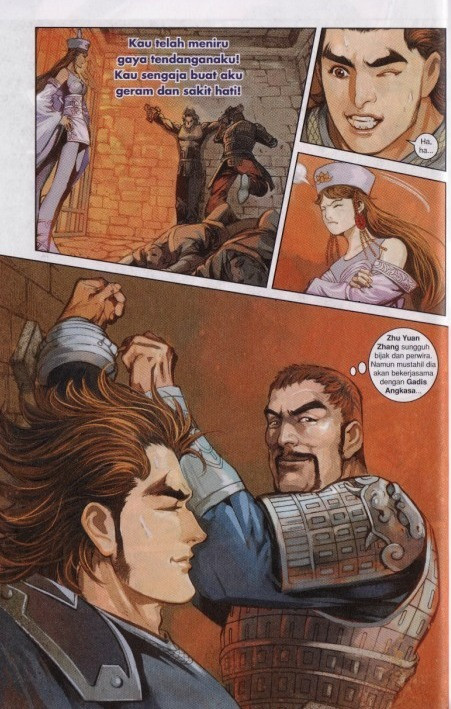 Kau telah meniru
gaya tendanganaku!
Kau sengaja buat aku
geram dan sakit hati!
Ha,
ha...
Zhu Yuan
Zhang sungguh
bijak dan perwira.
Namun mustahil dia
akan bekerjasama
dengan Gadis
Angkasa...